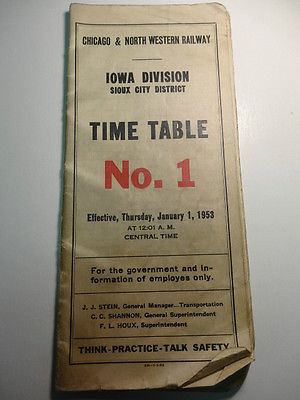 CHICAGO & NORTH WESTERN RAILWAY
IOWA DIVISION
SIOUX CITY DISTRICT
TIME TABLE
No. 1
Effective, Thursday, January 1, 1953
AT 12:01 A. M.
CENTRAL TIME
For the government and in-
formation of employes only.
J. J. STEIN, General Manager—Transportation
C. C. SHANNON, General Superintendent
F. L. HOUX, Superintendent
THINK-PRACTICE-TALK SAFETY